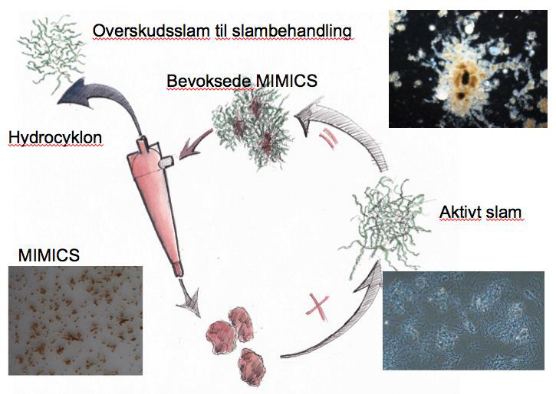 Overskudsslam til slambehandling
Bevoksede MIMICS
Hydrocyklon
Aktivt slam
MIMICS